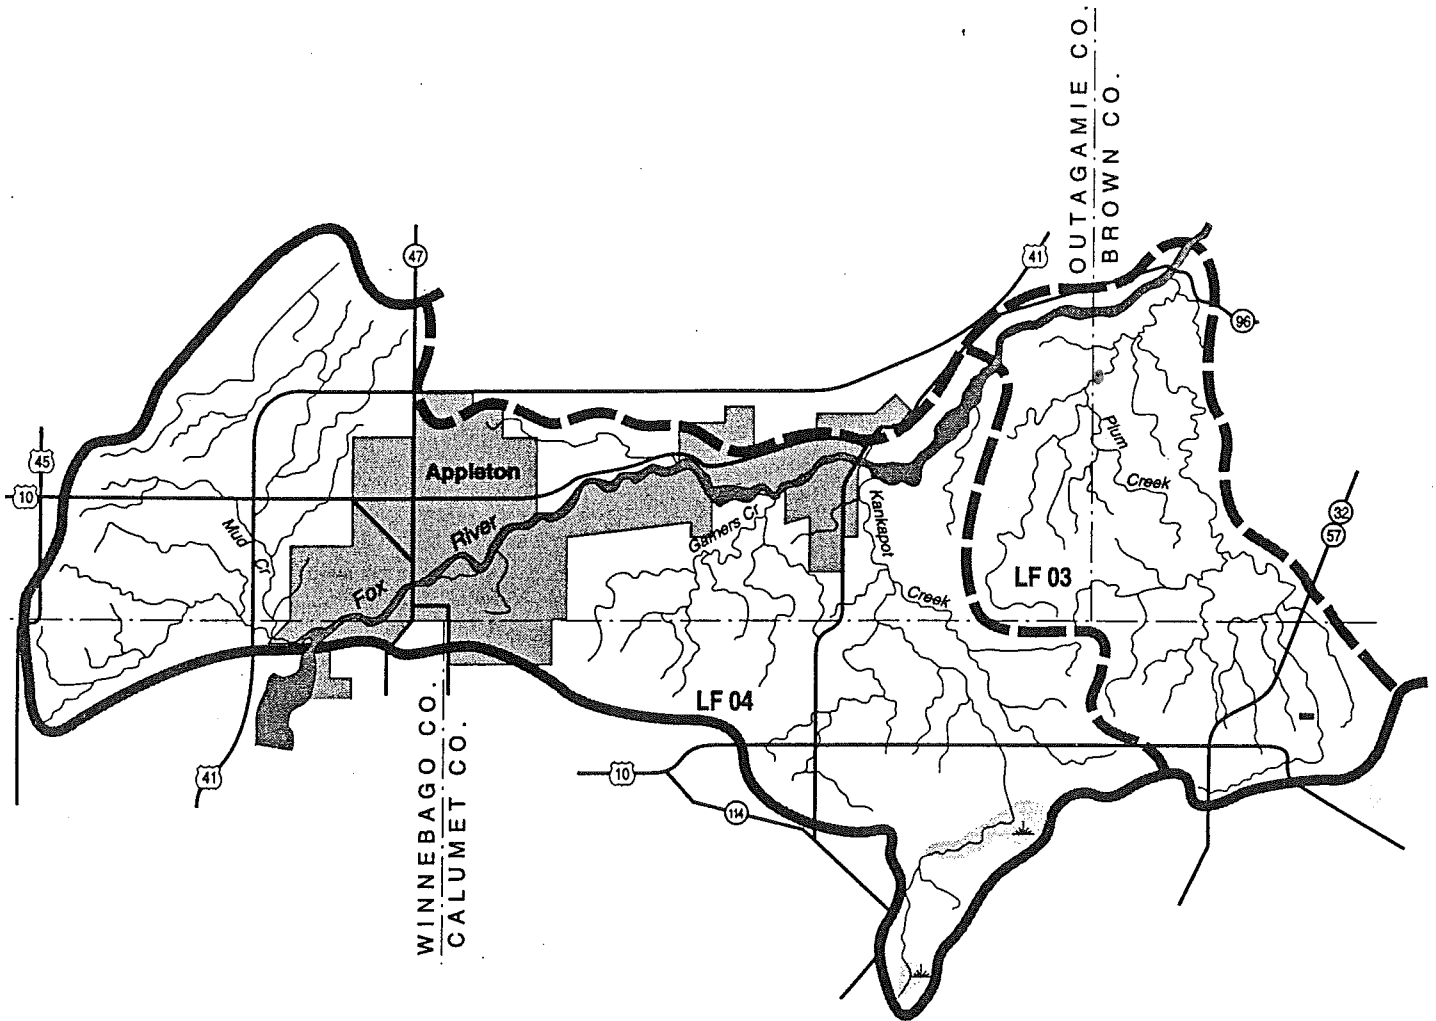 OUTAGAMIE CO.
BROWN CO.
47
41
96
45
10
Appleton
River
Fox
Mud
Cr
Garners Cr
Kankapot
Creek
Plum
Creek
32
57
LF 03
LF 04
WINNEBAGO CO.
CALUMET CO.
41
10
114